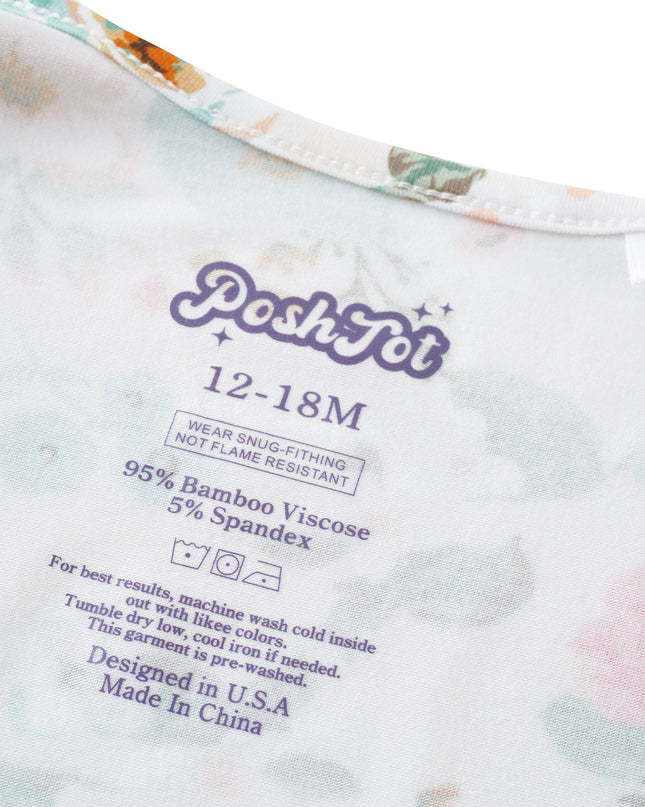 PoshTot
12-18M
WEAR SNUG-FITHING
NOT FLAME RESISTANT
95% Bamboo Viscose
5% Spandex
For best results, machine wash cold inside
out with likee colors.
Tumble dry low, cool iron if needed.
This garment is pre-washed.
Designed in U.S.A
Made In China